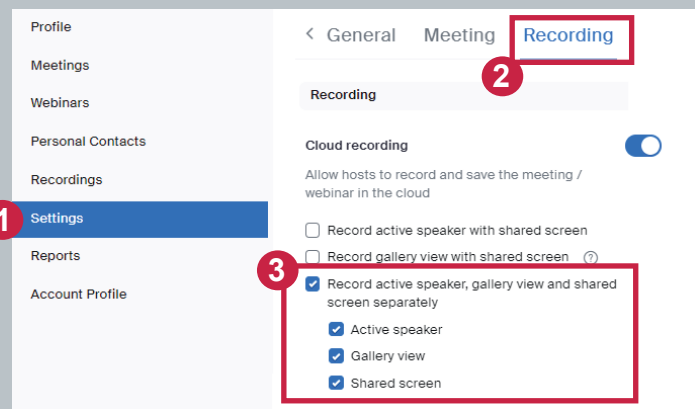 Profile
Meetings
Webinars
Personal Contacts
Recordings
1
Settings
Reports
Account Profile
< General Meeting Recording
2
Recording
Cloud recording
Allow hosts to record and save the meeting /
webinar in the cloud
Record active speaker with shared screen
Record gallery view with shared screen ?
3
Record active speaker, gallery view and shared
screen separately
Active speaker
Gallery view
Shared screen